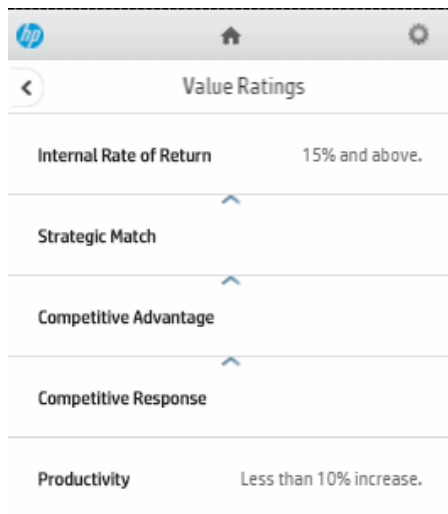 hp
Value Ratings
Internal Rate of Return 15% and above.
Strategic Match
Competitive Advantage
Competitive Response
Productivity Less than 10% increase.